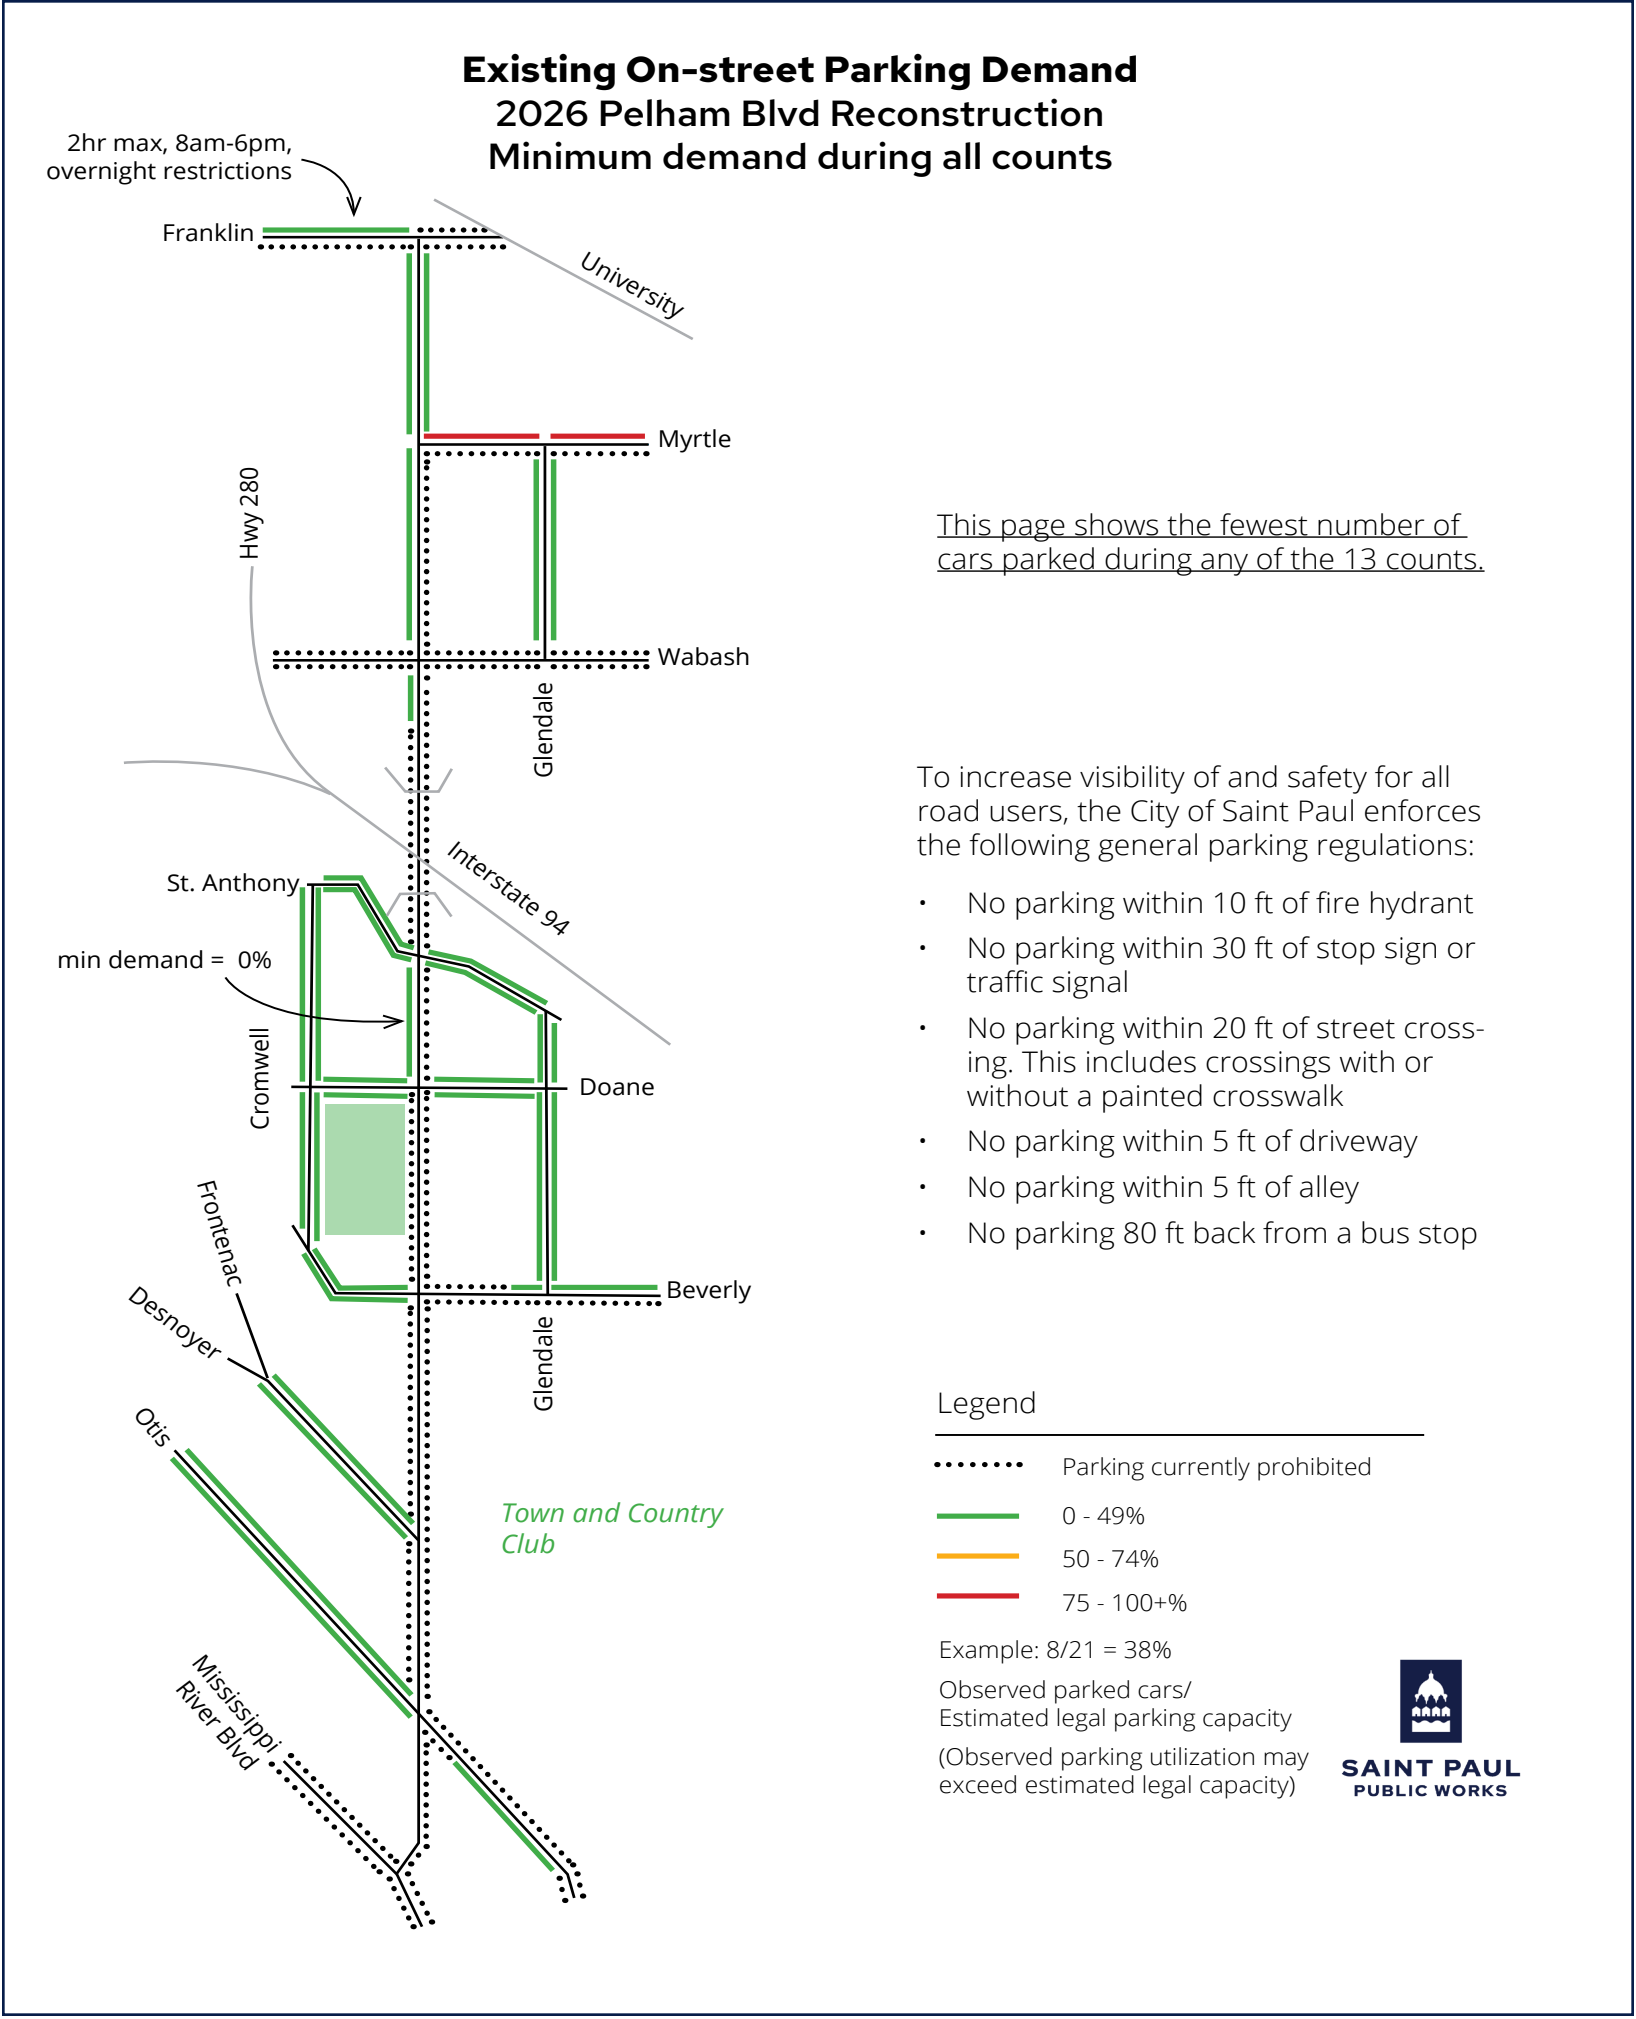 Existing On-street Parking Demand
2026 Pelham Blvd Reconstruction
Minimum demand during all counts
2hr max, 8am-6pm,
overnight restrictions
Franklin
University
Myrtle
Hwy 280
This page shows the fewest number of
cars parked during any of the 13 counts.
Wabash
Glendale
To increase visibility of and safety for all
road users, the City of Saint Paul enforces
the following general parking regulations:
Interstate 94
St. Anthony
• No parking within 10 ft of fire hydrant
• No parking within 30 ft of stop sign or
traffic signal
min demand = 0%
• No parking within 20 ft of street cross-
ing. This includes crossings with or
without a painted crosswalk
Cromwell
Doane
• No parking within 5 ft of driveway
• No parking within 5 ft of alley
• No parking 80 ft back from a bus stop
Frontenac
Beverly
Desnoyer
Glendale
Otis
Legend
Parking currently prohibited
Town and Country
Club
0 - 49%
50 - 74%
75 - 100+%
Example: 8/21 = 38%
Observed parked cars/
Estimated legal parking capacity
(Observed parking utilization may
exceed estimated legal capacity)
Mississippi
River Blvd
SAINT PAUL
PUBLIC WORKS